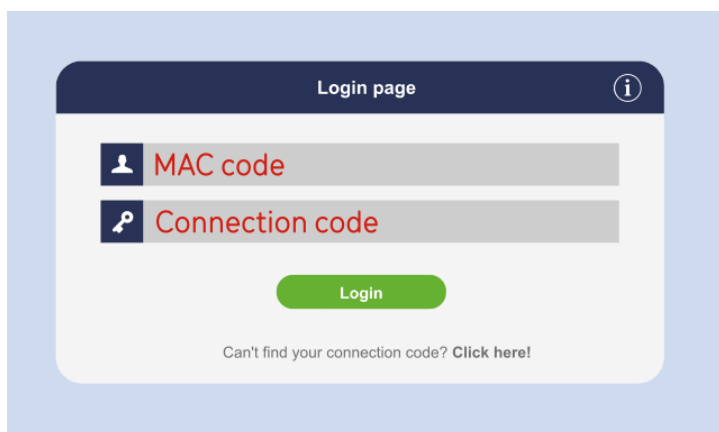 Login page
MAC code
Connection code
Login
Can't find your connection code? Click here!